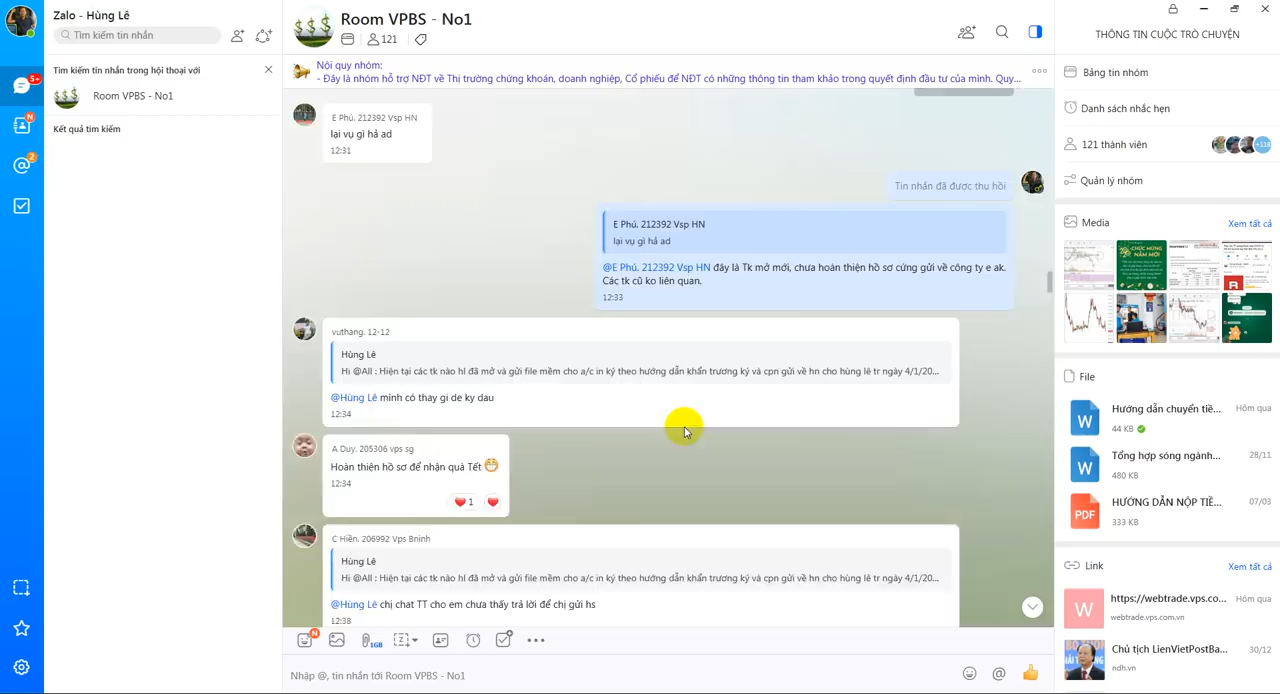 Zalo - Hùng Lê
Tìm kiếm tin nhắn
5+
N
2
Tìm kiếm tin nhắn trong hội thoại với
Room VPBS - No1
Kết quả tìm kiếm
Room VPBS - No1
121
Nội quy nhóm:
- Đây là nhóm hỗ trợ NĐT về Thị trường chứng khoán, doanh nghiệp, Cổ phiếu để NĐT có những thông tin tham khảo trong quyết định đầu tư của mình. Quy...
E Phú. 212392 Vsp HN
lại vụ gì hả ad
12:31
Tin nhắn đã được thu hồi
E Phú. 212392 Vsp HN
lại vụ gì hả ad
@E Phú. 212392 Vsp HN đây là Tk mở mới, chưa hoàn thiện hồ sơ cứng gửi về công ty e ak.
Các tk cũ ko liên quan.
12:33
vuthang. 12-12
Hùng Lê
Hi @All : Hiện tại các tk nào hl đã mở và gửi file mềm cho a/c in ký theo hướng dẫn khẩn trương ký và cpn gửi về hn cho hùng lê tr ngày 4/1/20...
@Hùng Lê minh có thay gi de ky dau
12:34
A Duy. 205306 vps sg
Hoàn thiện hồ sơ để nhận quà Tết 😁
12:34
❤️ 1 ❤️
C Hiền. 206992 Vps Bninh
Hùng Lê
Hi @All : Hiện tại các tk nào hl đã mở và gửi file mềm cho a/c in ký theo hướng dẫn khẩn trương ký và cpn gửi về hn cho hùng lê tr ngày 4/1/20...
@Hùng Lê chị chat TT cho em chưa thấy trả lời để chị gửi hs
12:38
N
1GB
Nhập @, tin nhắn tới Room VPBS - No1
THÔNG TIN CUỘC TRÒ CHUYỆN
Bảng tin nhóm
Danh sách nhắc hẹn
121 thành viên
+118
Quản lý nhóm
Media
Xem tất cả
CHÚC MỪNG
NĂM MỚI
File
W
Hướng dẫn chuyển tiề...
Hôm qua
44 KB
W
Tổng hợp sóng ngành...
28/11
480 KB
PDF
HƯỚNG DẪN NỘP TIỀ...
07/03
333 KB
Link
Xem tất cả
W
https://webtrade.vps.co...
Hôm qua
webtrade.vps.com.vn
Chủ tịch LienVietPostBa...
30/12
ndh.vn